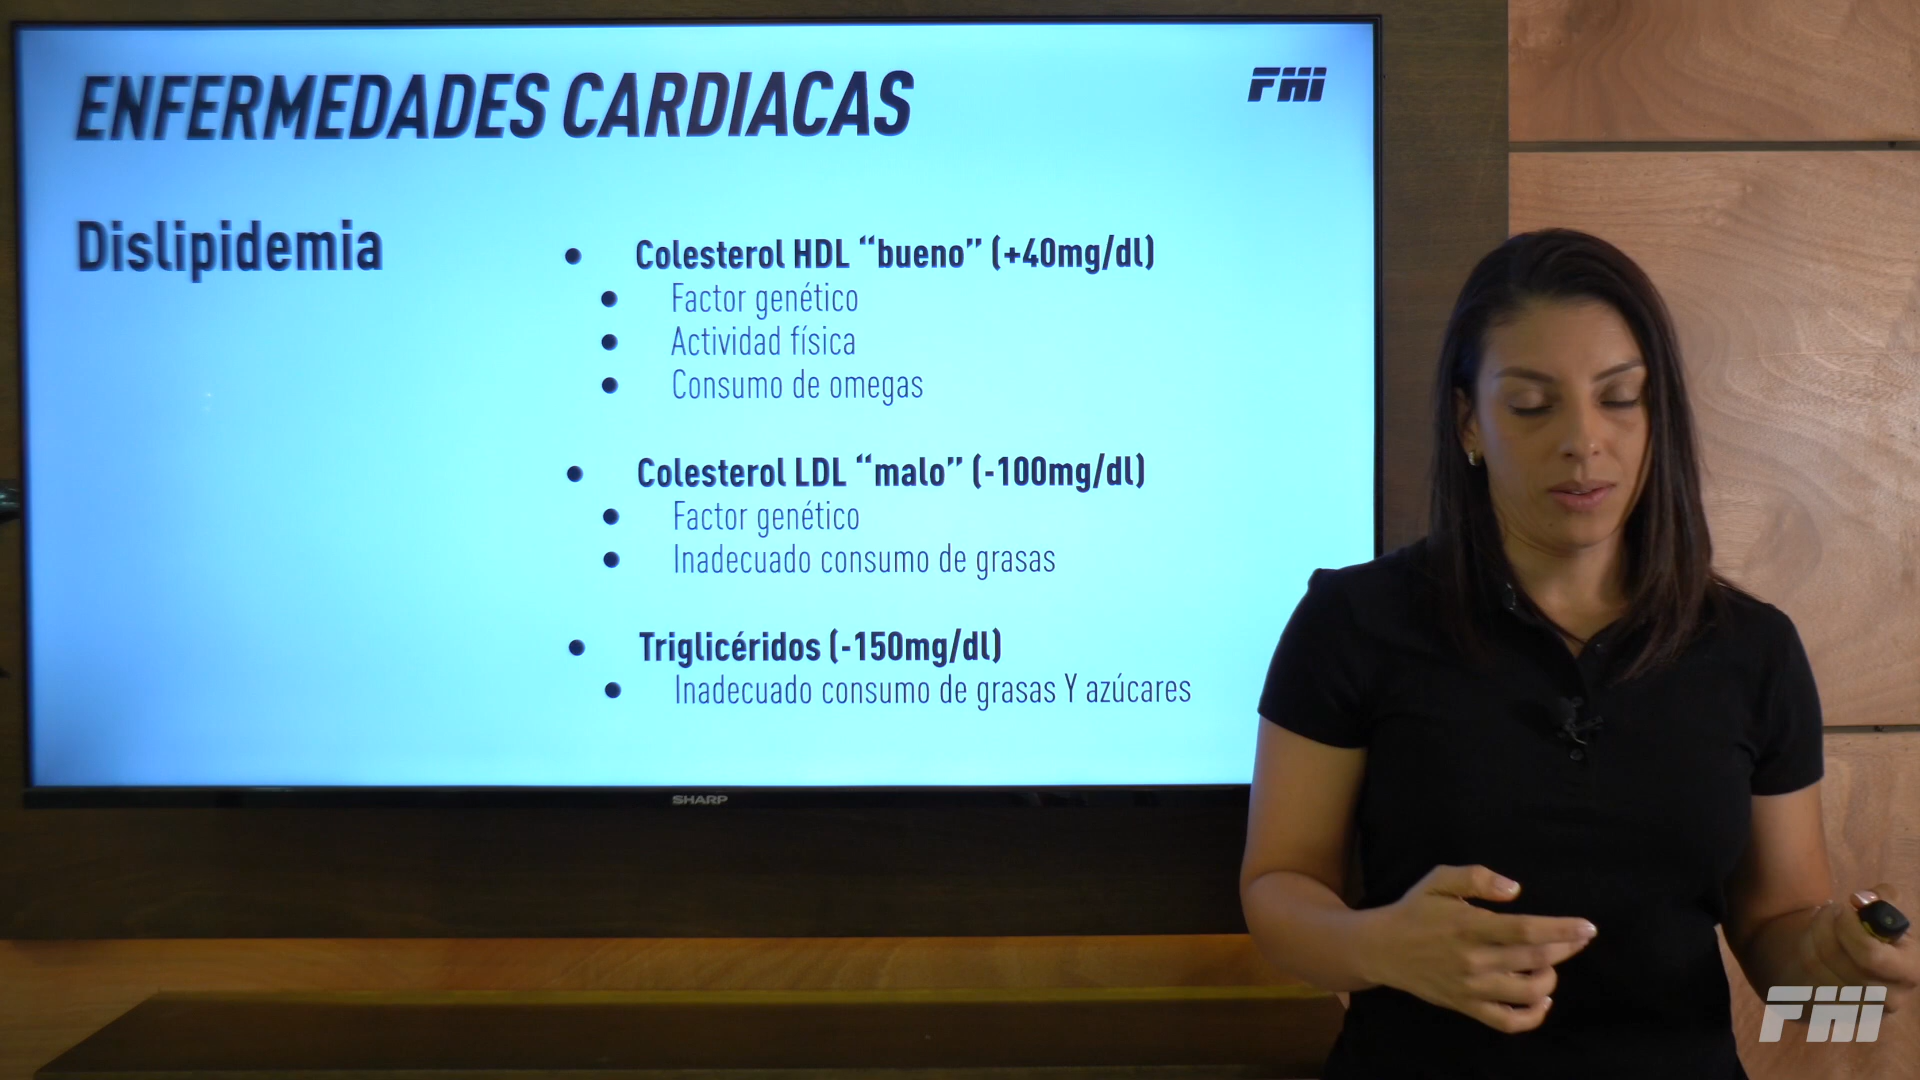 ENFERMEDADES CARDIACAS
FHI
Dislipidemia
• Colesterol HDL “bueno” (+40mg/dl)
• Factor genético
• Actividad física
• Consumo de omegas
• Colesterol LDL “malo” (-100mg/dl)
• Factor genético
• Inadecuado consumo de grasas
• Triglicéridos (-150mg/dl)
• Inadecuado consumo de grasas Y azúcares
SHARP
FHI